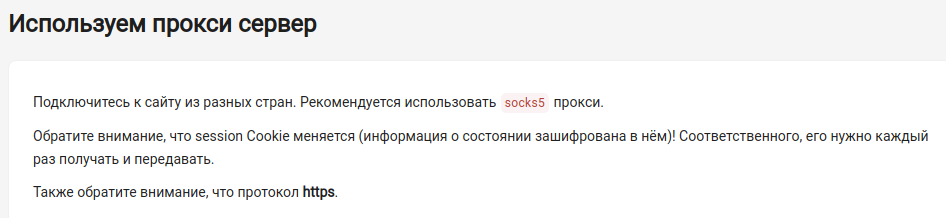 Используем прокси сервер
Подключитесь к сайту из разных стран. Рекомендуется использовать socks5 прокси.
Обратите внимание, что session Cookie меняется (информация о состоянии зашифрована в нём)! Соответственного, его нужно каждый
раз получать и передавать.
Также обратите внимание, что протокол https.